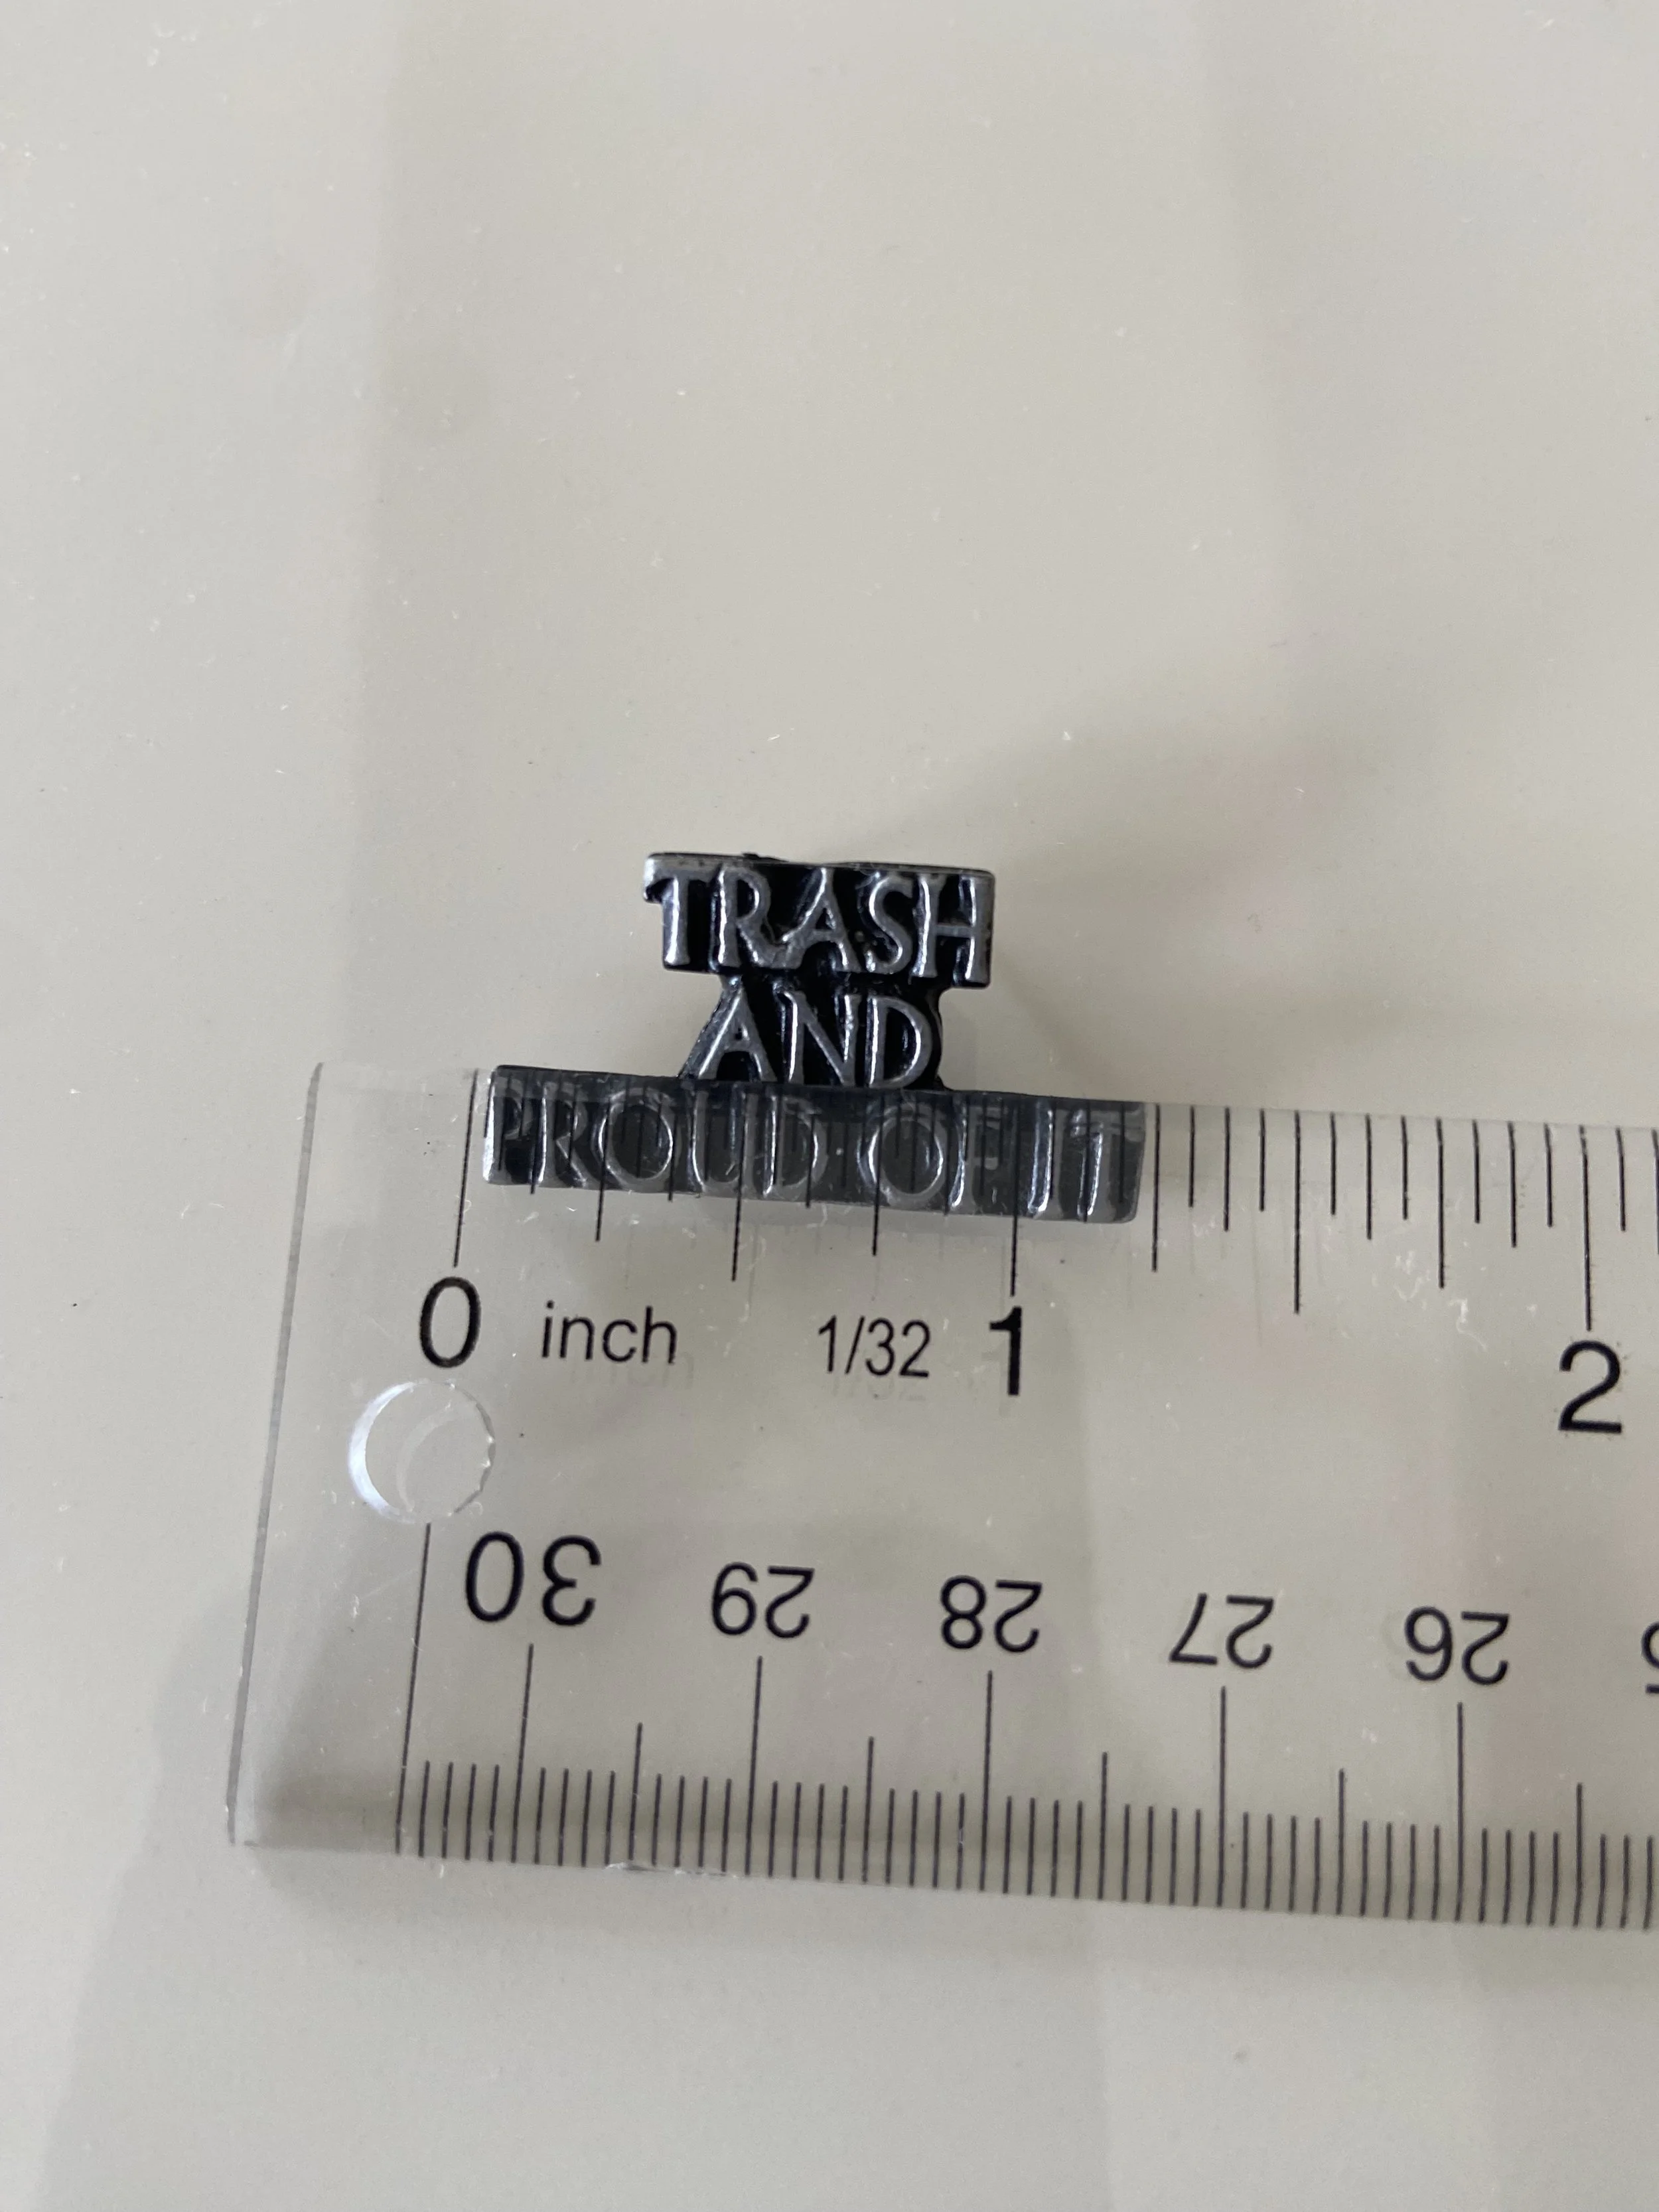 TRASH
AND
PROUD OF IT
0 inch 1/32 1 2
30 29 28 27 26